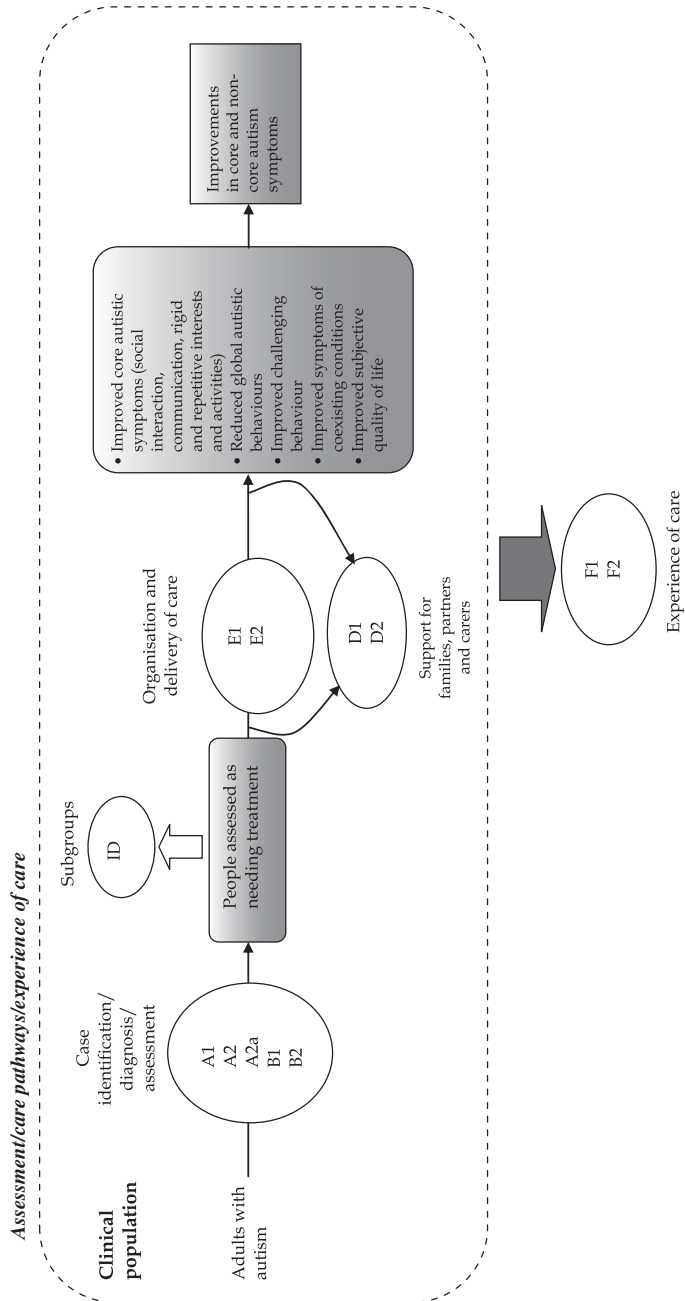 Assessment/care pathways/experience of care
Clinical
population
Adults with
autism
Case
identification/
diagnosis/
assessment
A1
A2
A2a
B1
B2
Subgroups
ID
People assessed as
needing treatment
Organisation and
delivery of care
E1
E2
D1
D2
Support for
families, partners
and carers
• Improved core autistic
symptoms (social
interaction,
communication, rigid
and repetitive interests
and activities)
• Reduced global autistic
behaviours
• Improved challenging
behaviour
• Improved symptoms of
coexisting conditions
• Improved subjective
quality of life
Improvements
in core and non-
core autism
symptoms
F1
F2
Experience of care